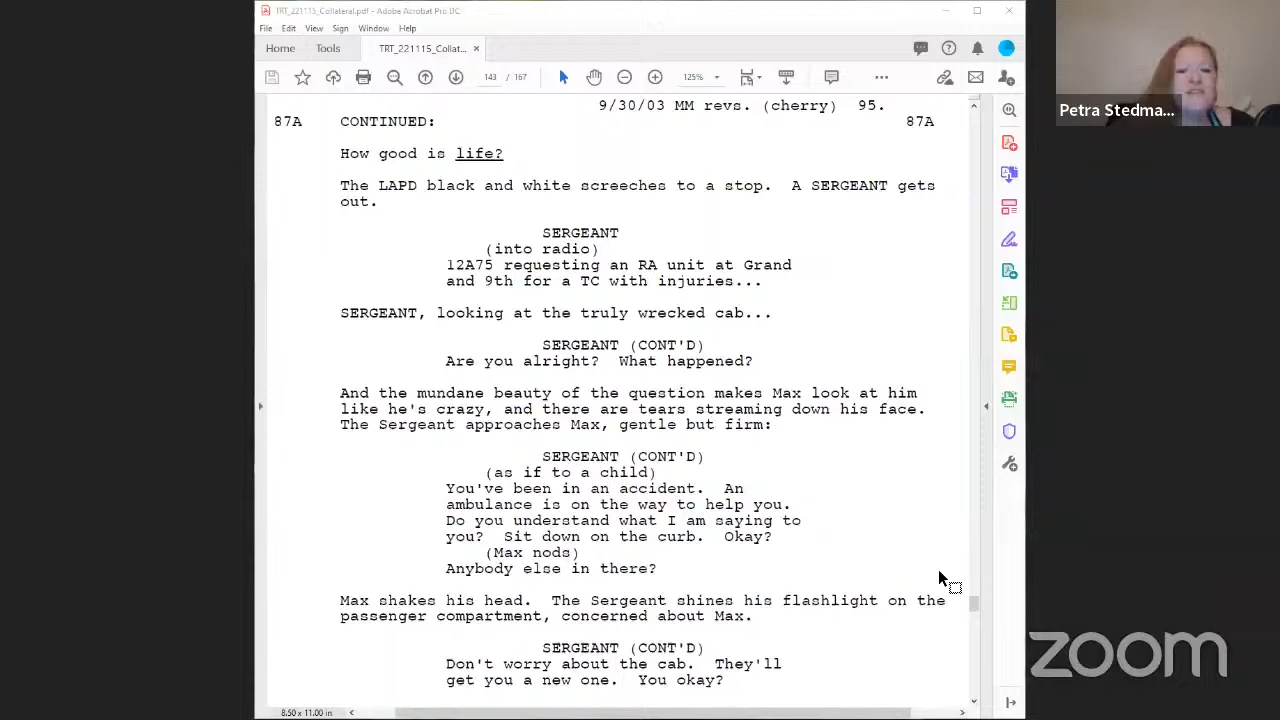 TRT_221115_Collateral.pdf - Adobe Acrobat Pro DC
File Edit View Sign Window Help
Home Tools TRT_221115_Collat... ×
143 / 167 125%
9/30/03 MM revs. (cherry) 95.
87A CONTINUED: 87A
How good is life?
The LAPD black and white screeches to a stop. A SERGEANT gets
out.
SERGEANT
(into radio)
12A75 requesting an RA unit at Grand
and 9th for a TC with injuries...
SERGEANT, looking at the truly wrecked cab...
SERGEANT (CONT'D)
Are you alright? What happened?
And the mundane beauty of the question makes Max look at him
like he's crazy, and there are tears streaming down his face.
The Sergeant approaches Max, gentle but firm:
SERGEANT (CONT'D)
(as if to a child)
You've been in an accident. An
ambulance is on the way to help you.
Do you understand what I am saying to
you? Sit down on the curb. Okay?
(Max nods)
Anybody else in there?
Max shakes his head. The Sergeant shines his flashlight on the
passenger compartment, concerned about Max.
SERGEANT (CONT'D)
Don't worry about the cab. They'll
get you a new one. You okay?
8.50 x 11.00 in
Petra Stedma...
zoom